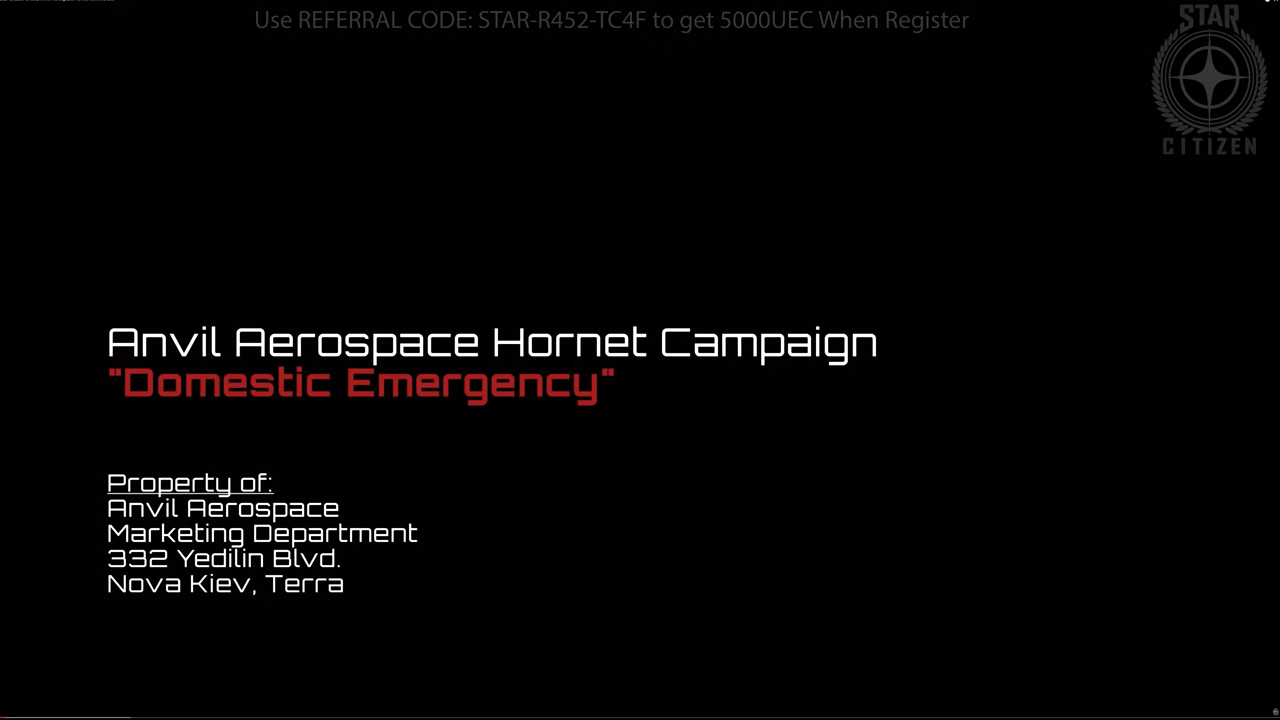 Use REFERRAL CODE: STAR-R452-TC4F to get 5000UEC When Register
STAR
CITIZEN
Anvil Aerospace Hornet Campaign
"Domestic Emergency"
Property of:
Anvil Aerospace
Marketing Department
332 Yedilin Blvd.
Nova Kiev, Terra